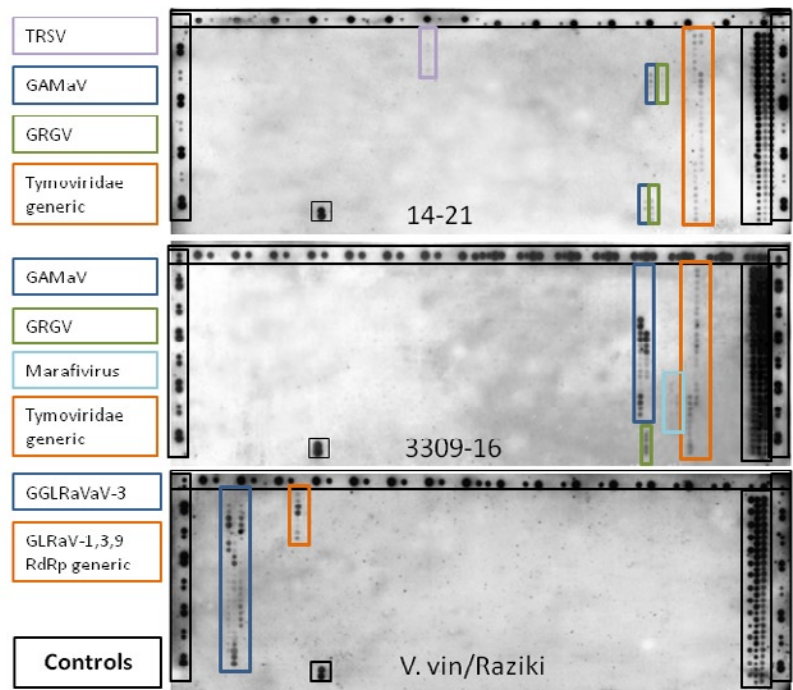 TRSV
GAMaV
GRGV
Tymoviridae
generic
14-21
GAMaV
GRGV
Marafivirus
Tymoviridae
generic
3309-16
GGLRaVaV-3
GLRaV-1,3,9
RdRp generic
Controls
V. vin/Raziki